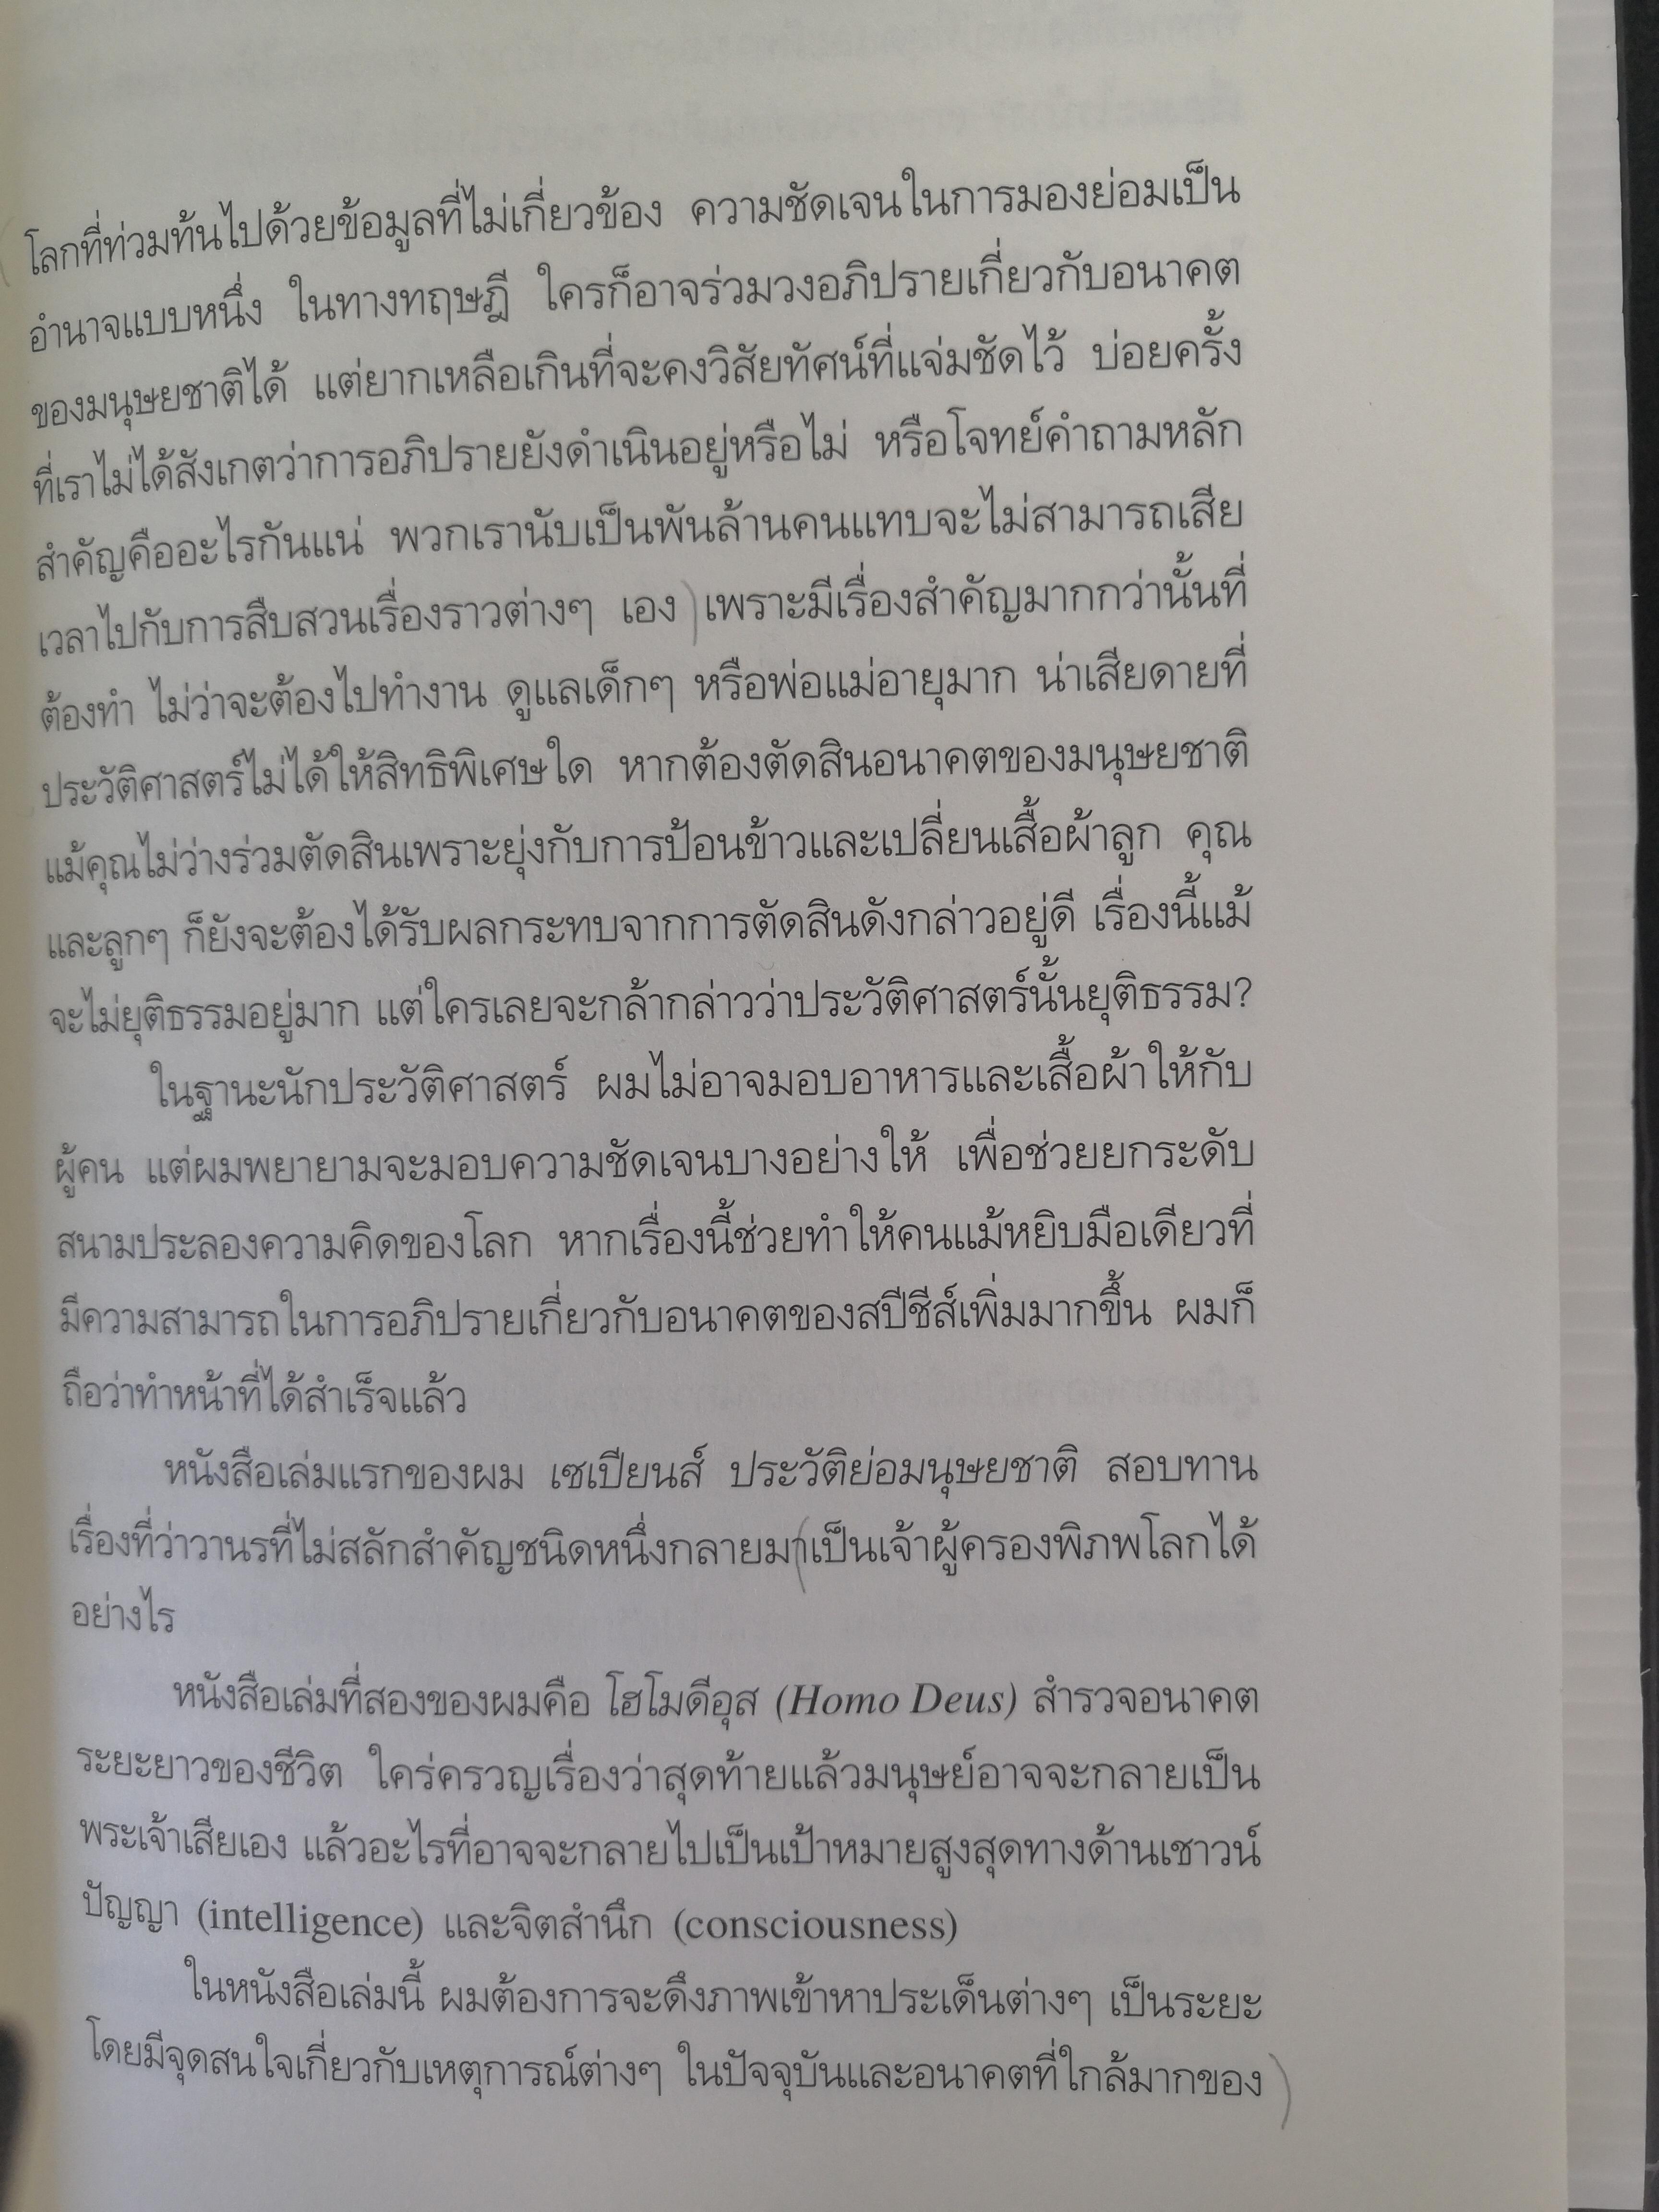 โลกที่ท่วมท้นไปด้วยข้อมูลที่ไม่เกี่ยวข้อง ความชัดเจนในการมองย่อมเป็น
อำนาจแบบหนึ่ง ในทางทฤษฎี ใครก็อาจร่วมวงอภิปรายเกี่ยวกับอนาคต
ของมนุษยชาติได้ แต่ยากเหลือเกินที่จะคงวิสัยทัศน์ที่แจ่มชัดไว้ บ่อยครั้ง
ที่เราไม่ได้สังเกตว่าการอภิปรายยังดำเนินอยู่หรือไม่ หรือโจทย์คำถามหลัก
สำคัญคืออะไรกันแน่ พวกเรานับเป็นพันล้านคนแทบจะไม่สามารถเสีย
เวลาไปกับการสืบสวนเรื่องราวต่างๆ เอง เพราะมีเรื่องสำคัญมากกว่านั้นที่
ต้องทำ ไม่ว่าจะต้องไปทำงาน ดูแลเด็กๆ หรือพ่อแม่อายุมาก น่าเสียดายที่
ประวัติศาสตร์ไม่ได้ให้สิทธิพิเศษใด หากต้องตัดสินอนาคตของมนุษยชาติ
แม้คุณไม่ว่างร่วมตัดสินเพราะยุ่งกับการป้อนข้าวและเปลี่ยนเสื้อผ้าลูก คุณ
และลูกๆ ก็ยังจะต้องได้รับผลกระทบจากการตัดสินดังกล่าวอยู่ดี เรื่องนี้แม้
จะไม่ยุติธรรมอยู่มาก แต่ใครเลยจะกล้ากล่าวว่าประวัติศาสตร์นั้นยุติธรรม?
ในฐานะนักประวัติศาสตร์ ผมไม่อาจมอบอาหารและเสื้อผ้าให้กับ
ผู้คน แต่ผมพยายามจะมอบความชัดเจนบางอย่างให้ เพื่อช่วยยกระดับ
สนามประลองความคิดของโลก หากเรื่องนี้ช่วยทำให้คนแม้หยิบมือเดียวที่
มีความสามารถในการอภิปรายเกี่ยวกับอนาคตของสปีชีส์เพิ่มมากขึ้น ผมก็
ถือว่าทำหน้าที่ได้สำเร็จแล้ว
หนังสือเล่มแรกของผม เซเปียนส์ ประวัติย่อมนุษยชาติ สอบทาน
เรื่องที่ว่าวานรที่ไม่สลักสำคัญชนิดหนึ่งกลายมาเป็นเจ้าผู้ครองพิภพโลกได้
อย่างไร
หนังสือเล่มที่สองของผมคือ โฮโมดีอุส (Homo Deus) สำรวจอนาคต
ระยะยาวของชีวิต ใคร่ครวญเรื่องว่าสุดท้ายแล้วมนุษย์อาจจะกลายเป็น
พระเจ้าเสียเอง แล้วอะไรที่อาจจะกลายไปเป็นเป้าหมายสูงสุดทางด้านเชาวน์
ปัญญา (intelligence) และจิตสำนึก (consciousness)
ในหนังสือเล่มนี้ ผมต้องการจะดึงภาพเข้าหาประเด็นต่างๆ เป็นระยะ
โดยมีจุดสนใจเกี่ยวกับเหตุการณ์ต่างๆ ในปัจจุบันและอนาคตที่ใกล้มากของ